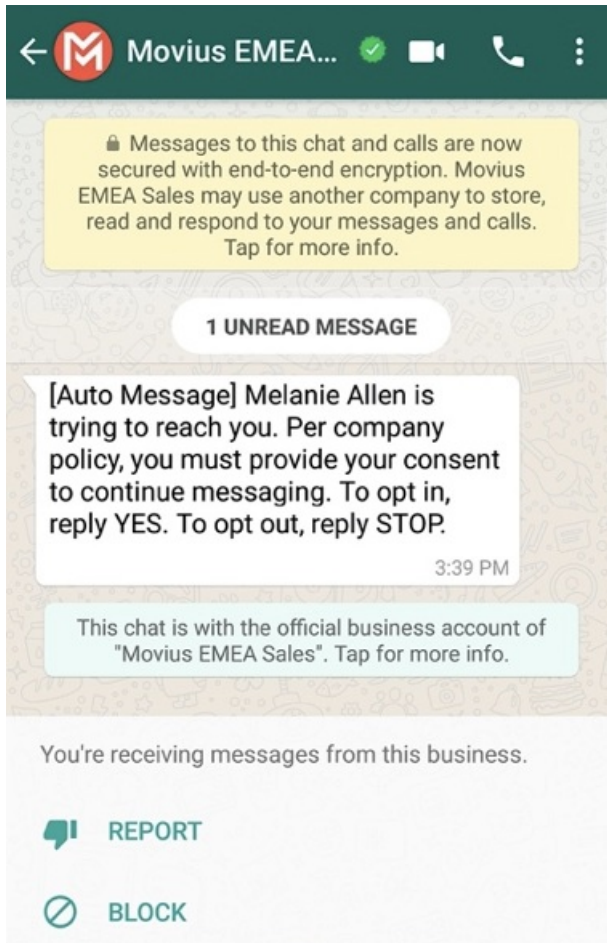 Movius EMEA...
Messages to this chat and calls are now
secured with end-to-end encryption. Movius
EMEA Sales may use another company to store,
read and respond to your messages and calls.
Tap for more info.
1 UNREAD MESSAGE
[Auto Message] Melanie Allen is
trying to reach you. Per company
policy, you must provide your consent
to continue messaging. To opt in,
reply YES. To opt out, reply STOP.
3:39 PM
This chat is with the official business account of
"Movius EMEA Sales". Tap for more info.
You're receiving messages from this business.
REPORT
BLOCK